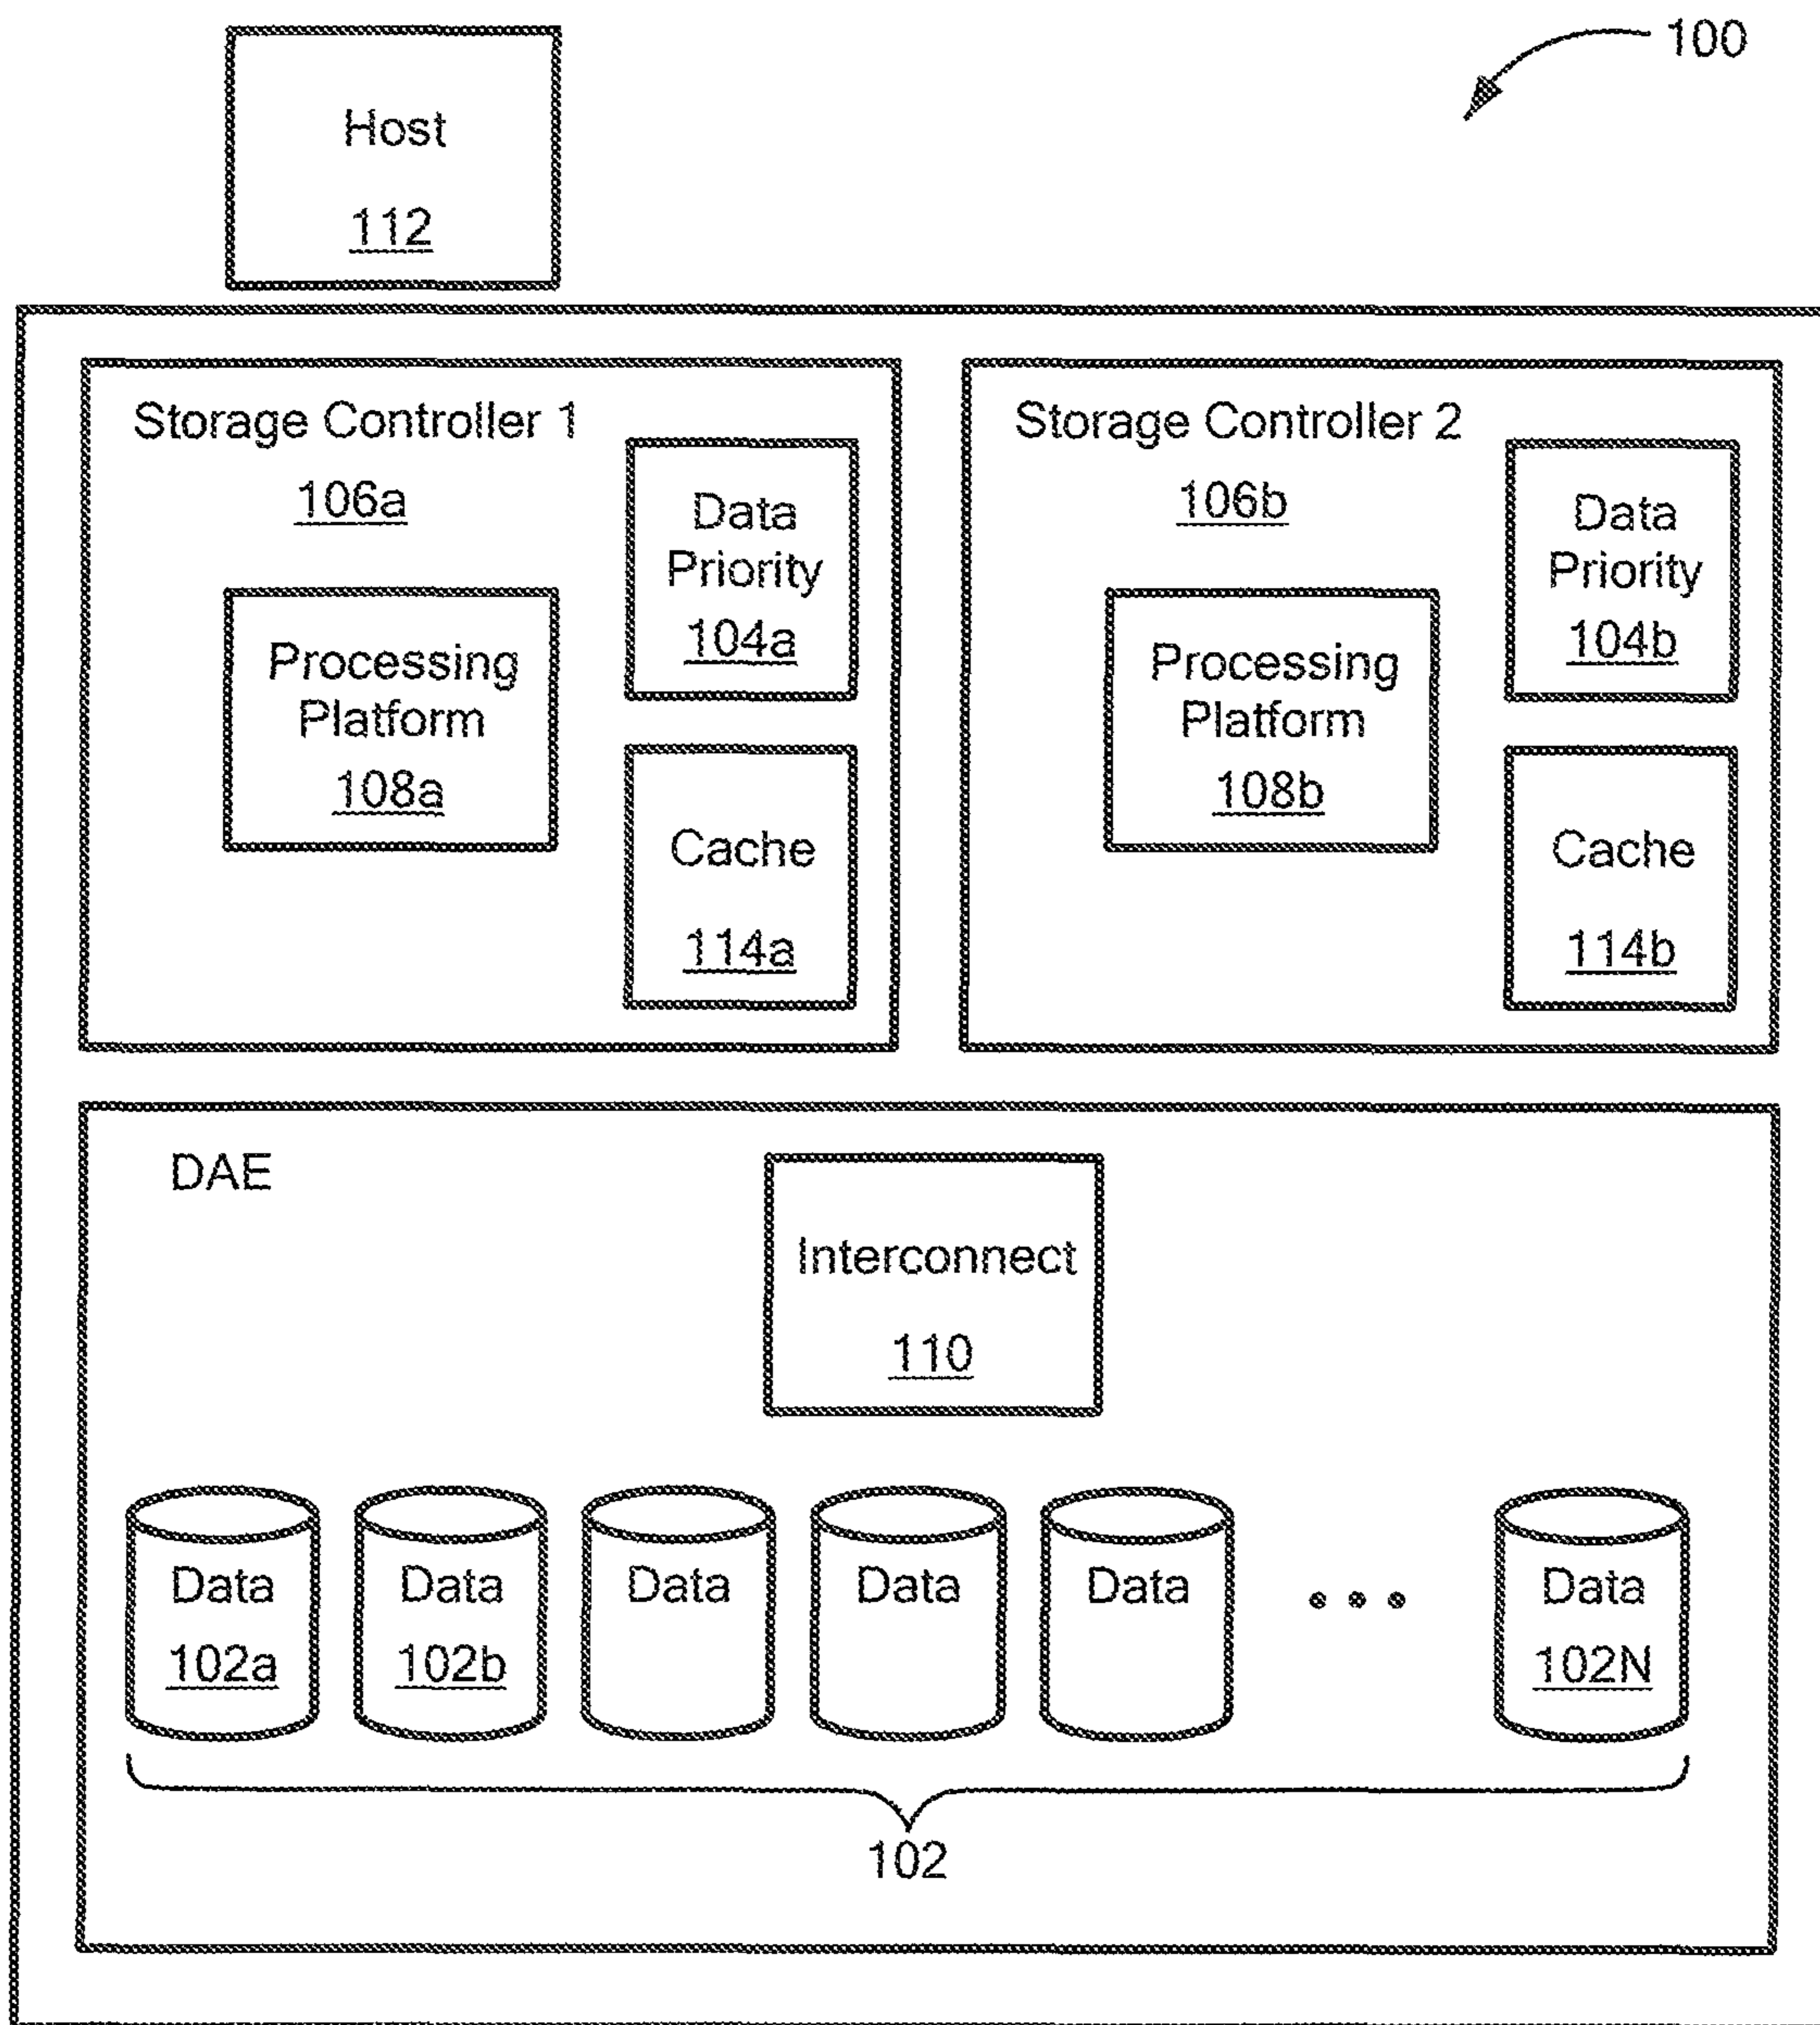 100
Host
112
Storage Controller 1
106a
Data
Priority
104a
Processing
Platform
108a
Cache
114a
Storage Controller 2
106b
Data
Priority
104b
Processing
Platform
108b
Cache
114b
DAE
Interconnect
110
Data
102a
Data
102b
Data
Data
Data
Data
102N
102